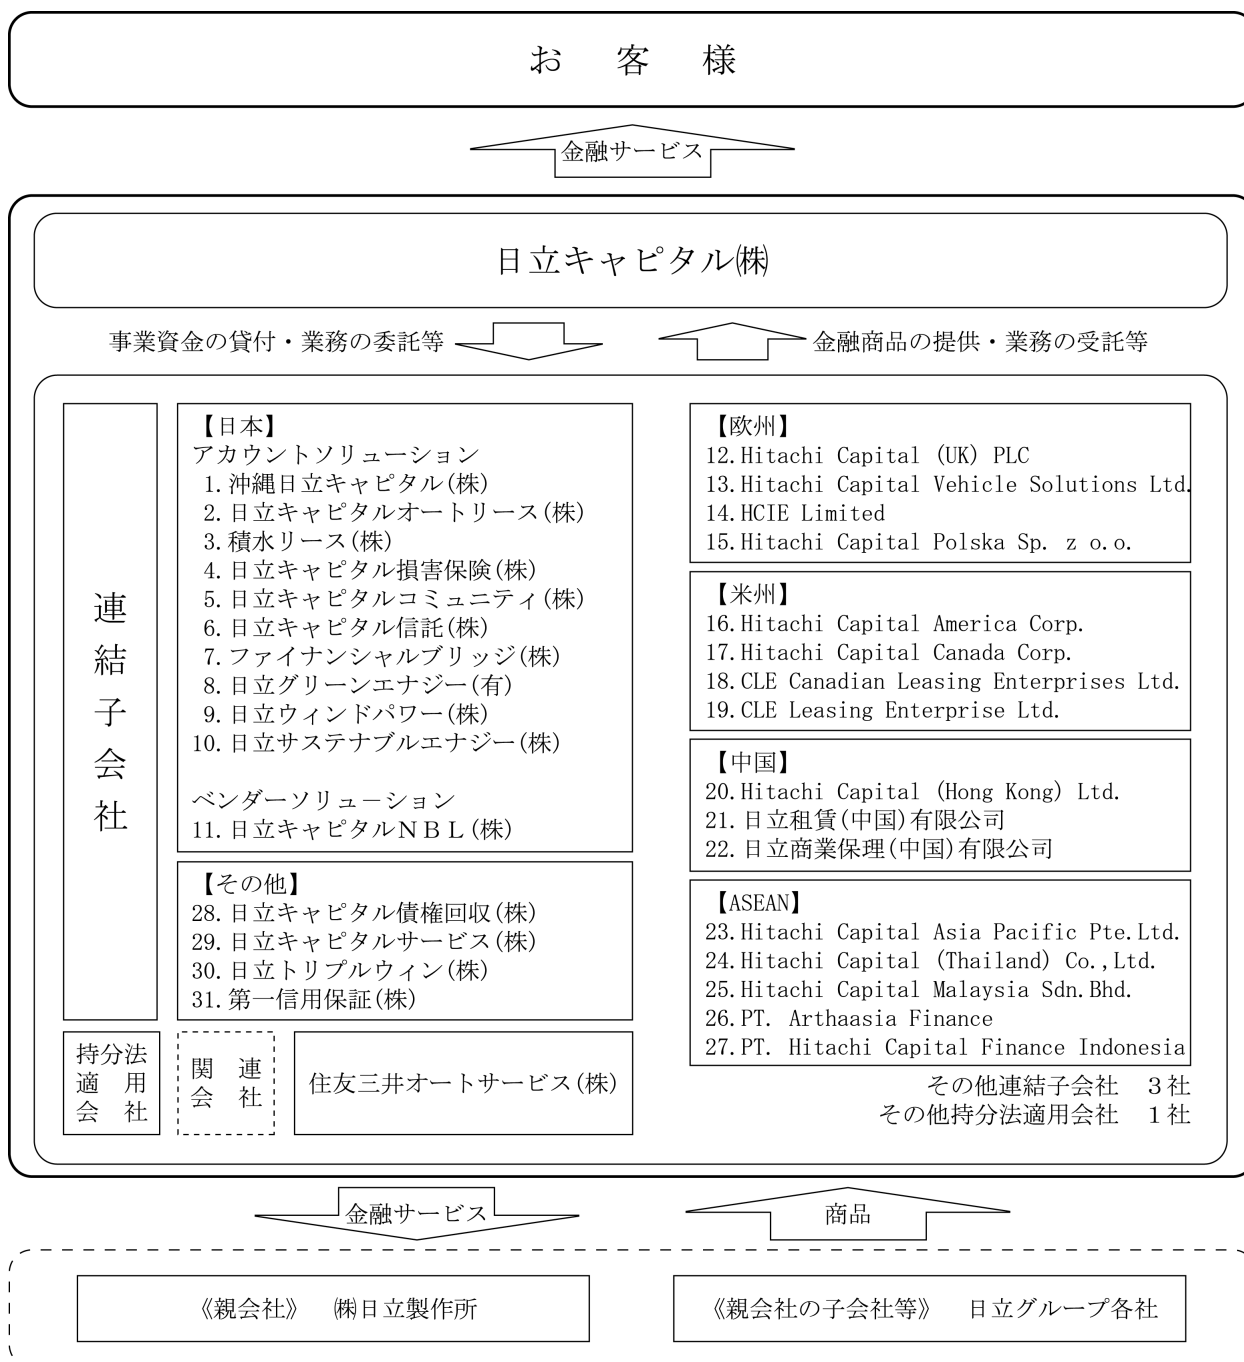 お 客 様
金融サービス
日立キャピタル㈱
事業資金の貸付・業務の委託等
金融商品の提供・業務の受託等
連結子会社
【日本】
アカウントソリューション
1.沖縄日立キャピタル(株)
2.日立キャピタルオートリース(株)
3.積水リース(株)
4.日立キャピタル損害保険(株)
5.日立キャピタルコミュニティ(株)
6.日立キャピタル信託(株)
7.ファイナンシャルブリッジ(株)
8.日立グリーンエナジー(有)
9.日立ウィンドパワー(株)
10.日立サステナブルエナジー(株)
ベンダーソリューション
11.日立キャピタルNBL(株)
【その他】
28.日立キャピタル債権回収(株)
29.日立キャピタルサービス(株)
30.日立トリプルウィン(株)
31.第一信用保証(株)
【欧州】
12.Hitachi Capital (UK) PLC
13.Hitachi Capital Vehicle Solutions Ltd.
14.HCIE Limited
15.Hitachi Capital Polska Sp. z o.o.
【米州】
16.Hitachi Capital America Corp.
17.Hitachi Capital Canada Corp.
18.CLE Canadian Leasing Enterprises Ltd.
19.CLE Leasing Enterprise Ltd.
【中国】
20.Hitachi Capital (Hong Kong) Ltd.
21.日立租賃(中国)有限公司
22.日立商業保理(中国)有限公司
【ASEAN】
23.Hitachi Capital Asia Pacific Pte.Ltd.
24.Hitachi Capital (Thailand) Co.,Ltd.
25.Hitachi Capital Malaysia Sdn.Bhd.
26.PT. Arthaasia Finance
27.PT. Hitachi Capital Finance Indonesia
その他連結子会社 3社
その他持分法適用会社 1社
持分法
適 用
会 社
関 連
会 社
住友三井オートサービス(株)
金融サービス
商品
《親会社》 ㈱日立製作所
《親会社の子会社等》 日立グループ各社